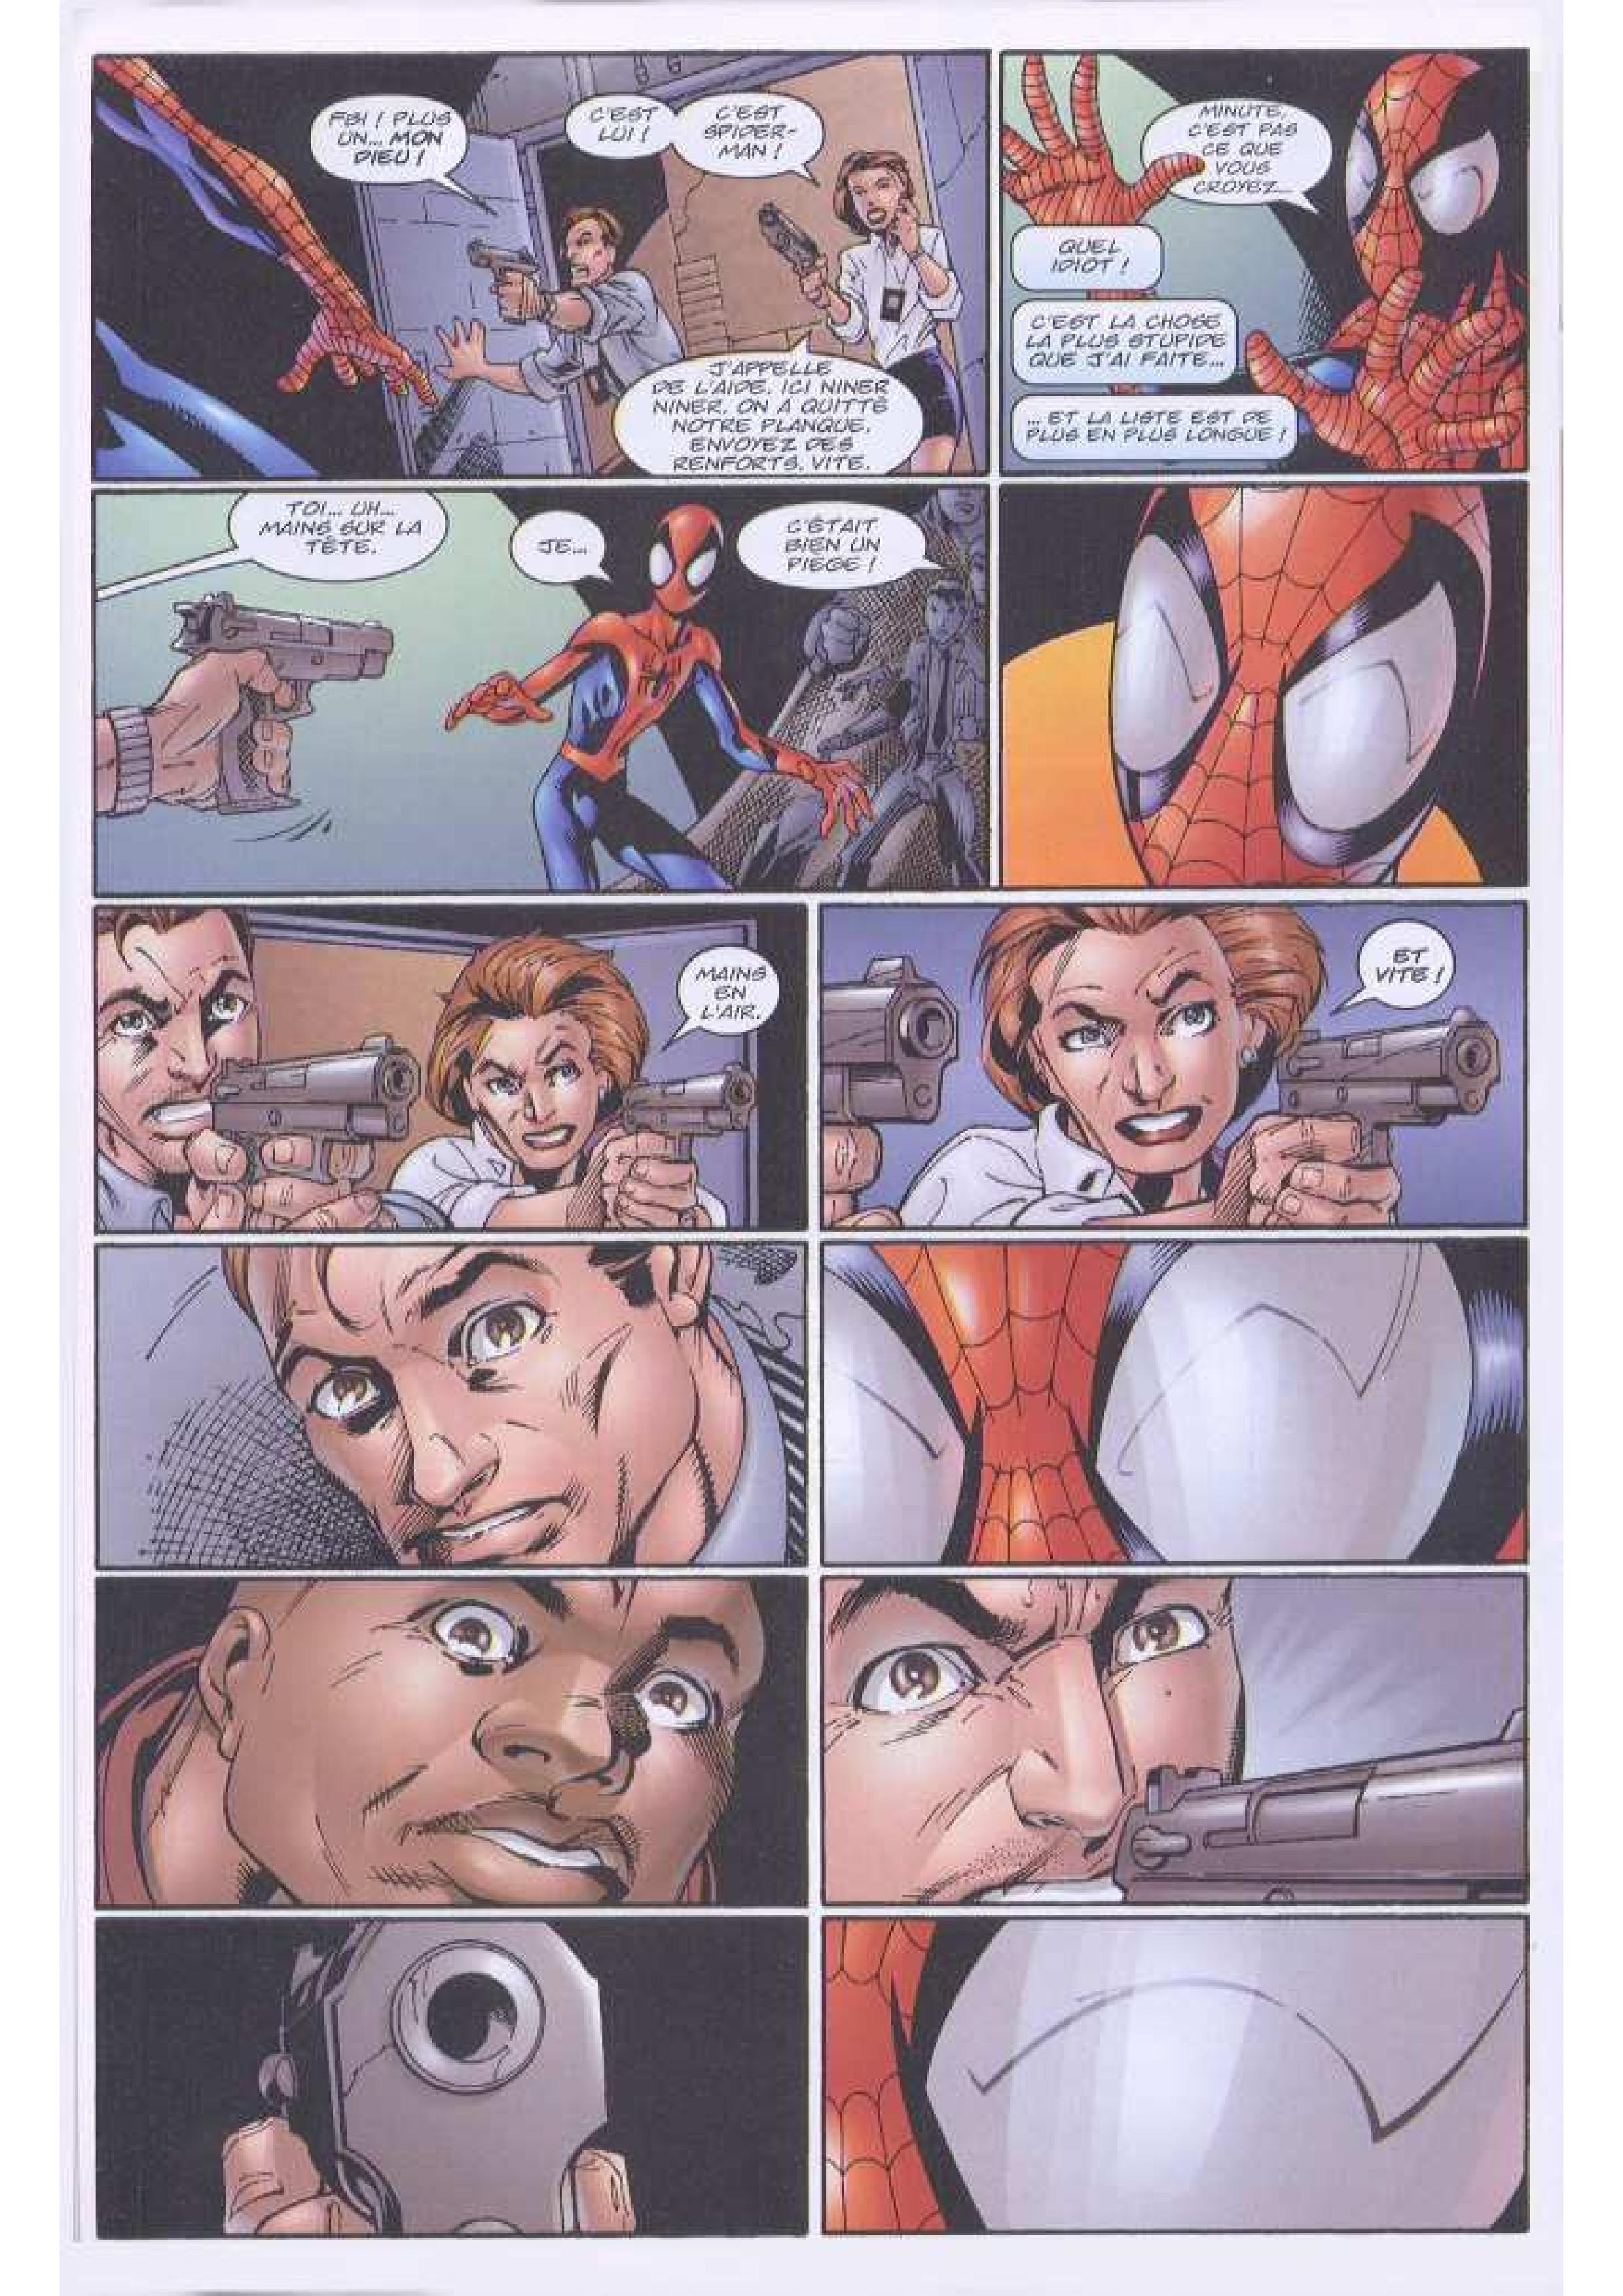 FBI ! PLUS
UN... MON
DIEU !
C'EST
LUI !
C'EST
SPIDER-
MAN !
J'APPELLE
DE L'AIDE. ICI NINER
NINER. ON A QUITTÉ
NOTRE PLANQUE.
ENVOYEZ DES
RENFORTS. VITE.
MINUTE.
C'EST PAS
CE QUE
VOUS
CROYEZ...
QUEL
IDIOT !
C'EST LA CHOSE
LA PLUS STUPIDE
QUE J'AI FAITE...
... ET LA LISTE EST DE
PLUS EN PLUS LONGUE !
TOI... UH...
MAINS SUR LA
TÊTE.
JE...
C'ÉTAIT
BIEN UN
PIEGE !
MAINS
EN
L'AIR.
ET
VITE !